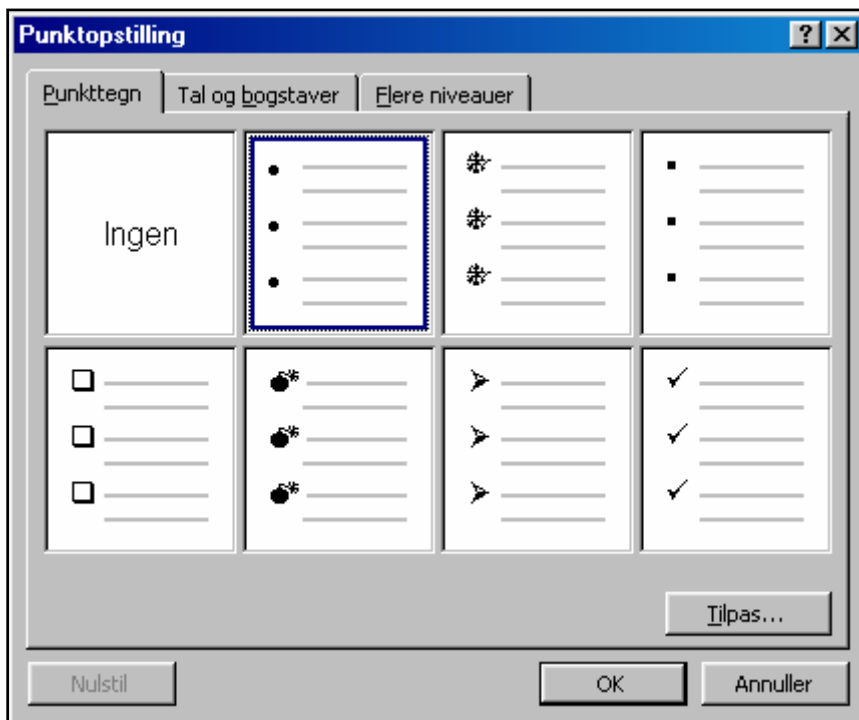 Punktopstilling
Punkttegn Tal og bogstaver Flere niveauer
Ingen
Tilpas...
Nulstil OK Annuller